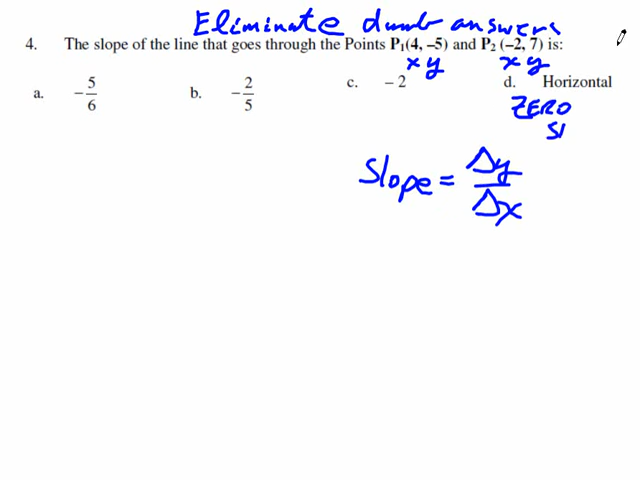 Eliminate dumb answers
4. The slope of the line that goes through the Points P₁(4, –5) and P₂ (–2, 7) is:
x y x y
a. −5/6 b. −2/5 c. − 2 d. Horizontal
ZERO
Sl
Slope = Δy/Δx